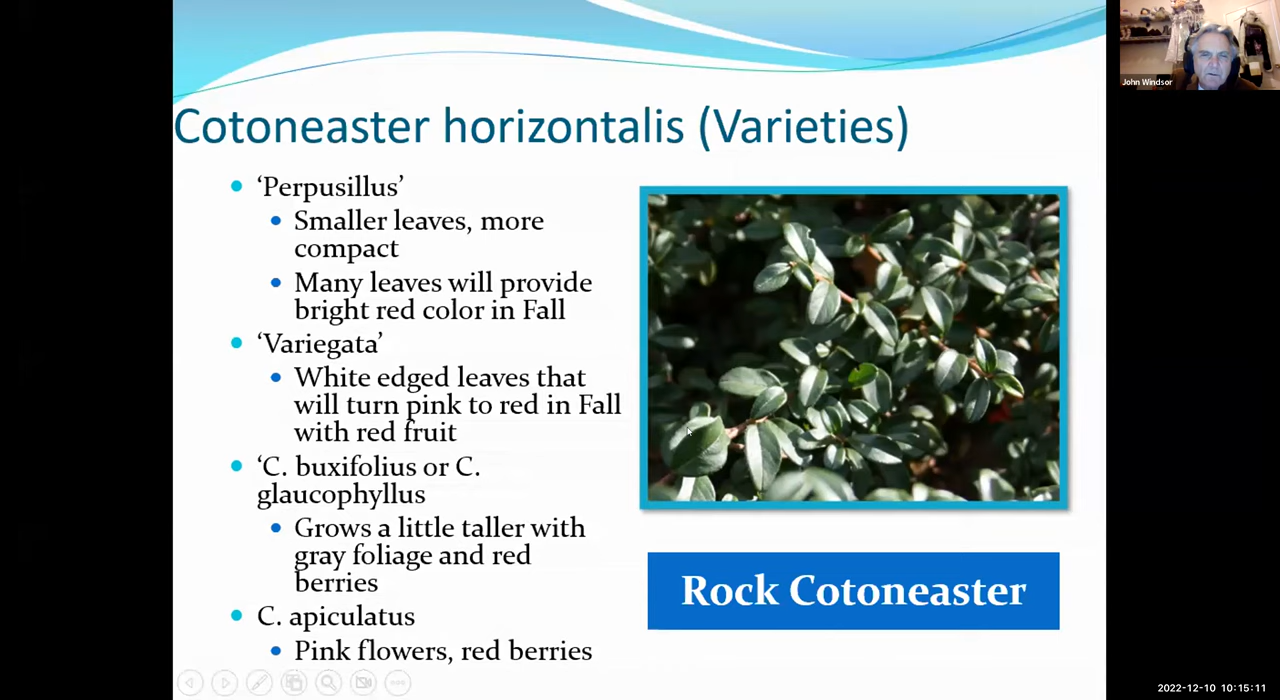 John Windsor
Cotoneaster horizontalis (Varieties)
‘Perpusillus’
Smaller leaves, more
compact
Many leaves will provide
bright red color in Fall
‘Variegata’
White edged leaves that
will turn pink to red in Fall
with red fruit
‘C. buxifolius or C.
glaucophyllus
Grows a little taller with
gray foliage and red
berries
C. apiculatus
Pink flowers, red berries
Rock Cotoneaster
2022-12-10 10:15:11